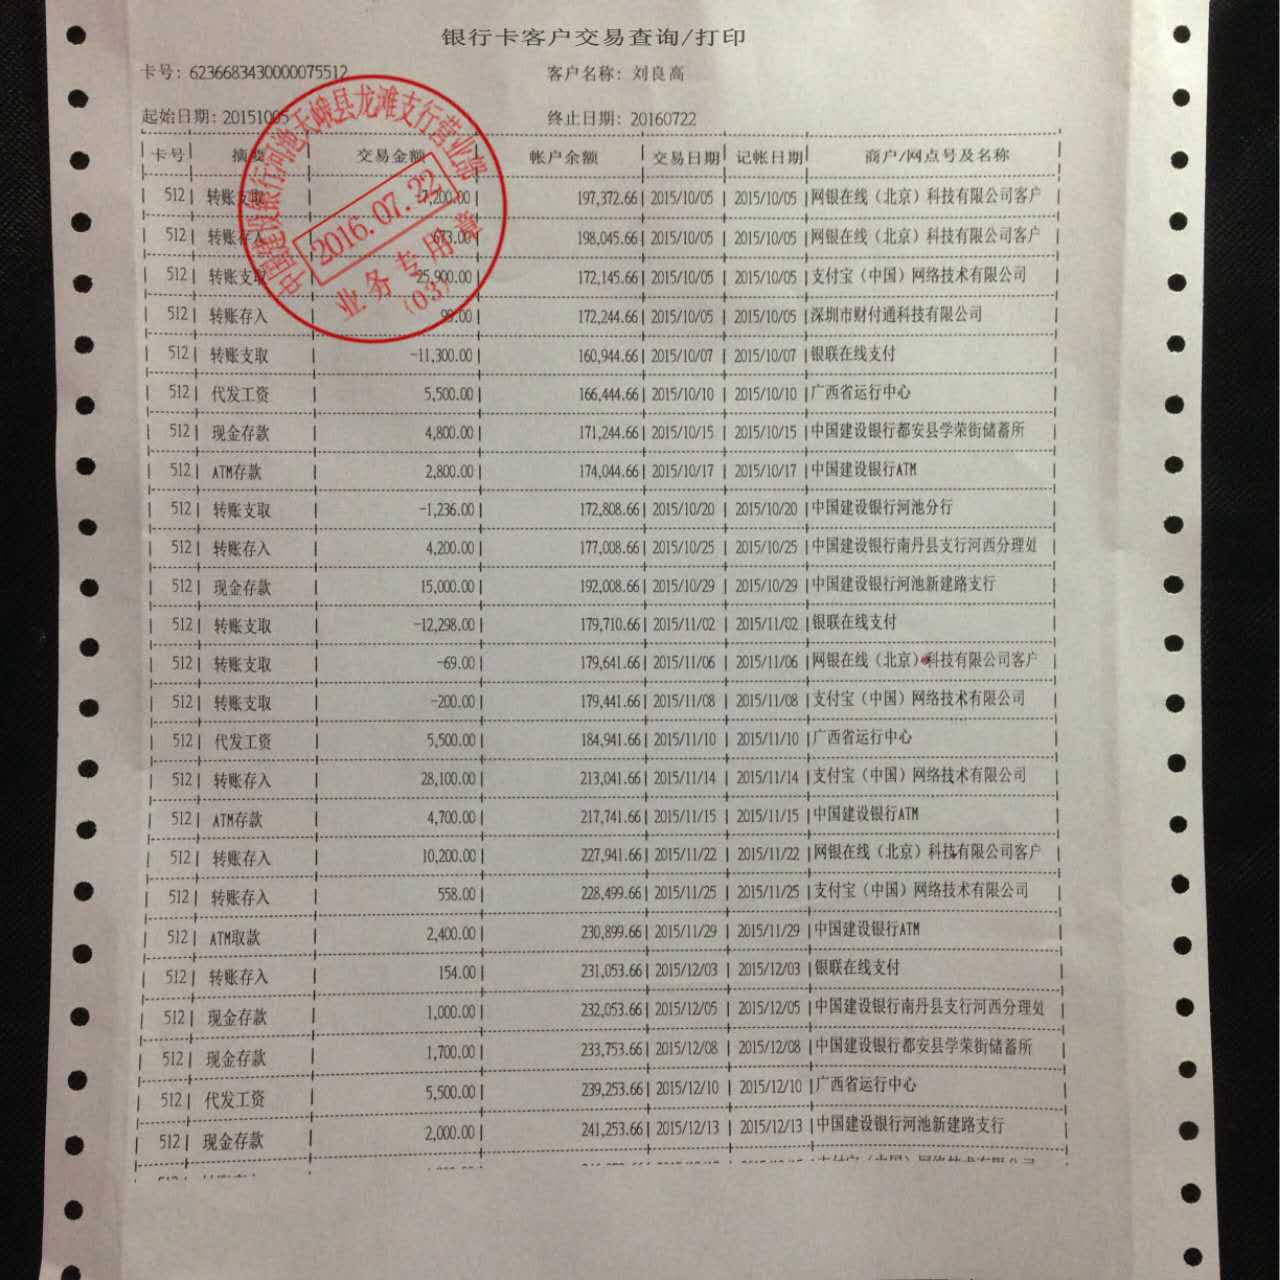 银行卡客户交易查询/打印
卡号: 6236683430000075512 客户名称: 刘良高
起始日期: 20151005 终止日期: 20160722
卡号 摘要 交易金额 帐户余额 交易日期 记帐日期 商户/网点号及名称
512 转账支取 -7,200.00 197,372.66 2015/10/05 2015/10/05 网银在线（北京）科技有限公司客户
512 转账存入 673.00 198,045.66 2015/10/05 2015/10/05 网银在线（北京）科技有限公司客户
512 转账支取 -25,900.00 172,145.66 2015/10/05 2015/10/05 支付宝（中国）网络技术有限公司
512 转账存入 99.00 172,244.66 2015/10/05 2015/10/05 深圳市财付通科技有限公司
512 转账支取 -11,300.00 160,944.66 2015/10/07 2015/10/07 银联在线支付
512 代发工资 5,500.00 166,444.66 2015/10/10 2015/10/10 广西省运行中心
512 现金存款 4,800.00 171,244.66 2015/10/15 2015/10/15 中国建设银行都安县学荣街储蓄所
512 ATM存款 2,800.00 174,044.66 2015/10/17 2015/10/17 中国建设银行ATM
512 转账支取 -1,236.00 172,808.66 2015/10/20 2015/10/20 中国建设银行河池分行
512 转账存入 4,200.00 177,008.66 2015/10/25 2015/10/25 中国建设银行南丹县支行河西分理处
512 现金存款 15,000.00 192,008.66 2015/10/29 2015/10/29 中国建设银行河池新建路支行
512 转账支取 -12,298.00 179,710.66 2015/11/02 2015/11/02 银联在线支付
512 转账支取 -69.00 179,641.66 2015/11/06 2015/11/06 网银在线（北京）科技有限公司客户
512 转账支取 -200.00 179,441.66 2015/11/08 2015/11/08 支付宝（中国）网络技术有限公司
512 代发工资 5,500.00 184,941.66 2015/11/10 2015/11/10 广西省运行中心
512 转账存入 28,100.00 213,041.66 2015/11/14 2015/11/14 支付宝（中国）网络技术有限公司
512 ATM存款 4,700.00 217,741.66 2015/11/15 2015/11/15 中国建设银行ATM
512 转账存入 10,200.00 227,941.66 2015/11/22 2015/11/22 网银在线（北京）科技有限公司客户
512 转账存入 558.00 228,499.66 2015/11/25 2015/11/25 支付宝（中国）网络技术有限公司
512 ATM取款 2,400.00 230,899.66 2015/11/29 2015/11/29 中国建设银行ATM
512 转账存入 154.00 231,053.66 2015/12/03 2015/12/03 银联在线支付
512 现金存款 1,000.00 232,053.66 2015/12/05 2015/12/05 中国建设银行南丹县支行河西分理处
512 现金存款 1,700.00 233,753.66 2015/12/08 2015/12/08 中国建设银行都安县学荣街储蓄所
512 代发工资 5,500.00 239,253.66 2015/12/10 2015/12/10 广西省运行中心
512 现金存款 2,000.00 241,253.66 2015/12/13 2015/12/13 中国建设银行河池新建路支行
中国建设银行河池天峨县龙滩支行营业部
2016.07.22
业务专用章
(03)